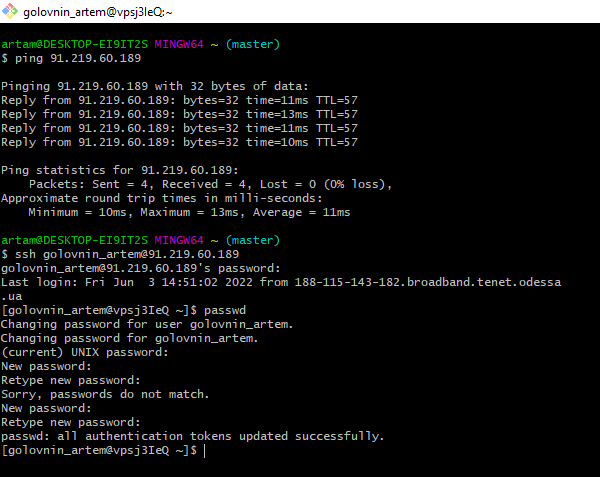 golovnin_artem@vpsj3IeQ:~
artam@DESKTOP-EI9IT2S MINGW64 ~ (master)
$ ping 91.219.60.189
Pinging 91.219.60.189 with 32 bytes of data:
Reply from 91.219.60.189: bytes=32 time=11ms TTL=57
Reply from 91.219.60.189: bytes=32 time=13ms TTL=57
Reply from 91.219.60.189: bytes=32 time=11ms TTL=57
Reply from 91.219.60.189: bytes=32 time=10ms TTL=57
Ping statistics for 91.219.60.189:
    Packets: Sent = 4, Received = 4, Lost = 0 (0% loss),
Approximate round trip times in milli-seconds:
    Minimum = 10ms, Maximum = 13ms, Average = 11ms
artam@DESKTOP-EI9IT2S MINGW64 ~ (master)
$ ssh golovnin_artem@91.219.60.189
golovnin_artem@91.219.60.189's password:
Last login: Fri Jun  3 14:51:02 2022 from 188-115-143-182.broadband.tenet.odessa
.ua
[golovnin_artem@vpsj3IeQ ~]$ passwd
Changing password for user golovnin_artem.
Changing password for golovnin_artem.
(current) UNIX password:
New password:
Retype new password:
Sorry, passwords do not match.
New password:
Retype new password:
passwd: all authentication tokens updated successfully.
[golovnin_artem@vpsj3IeQ ~]$